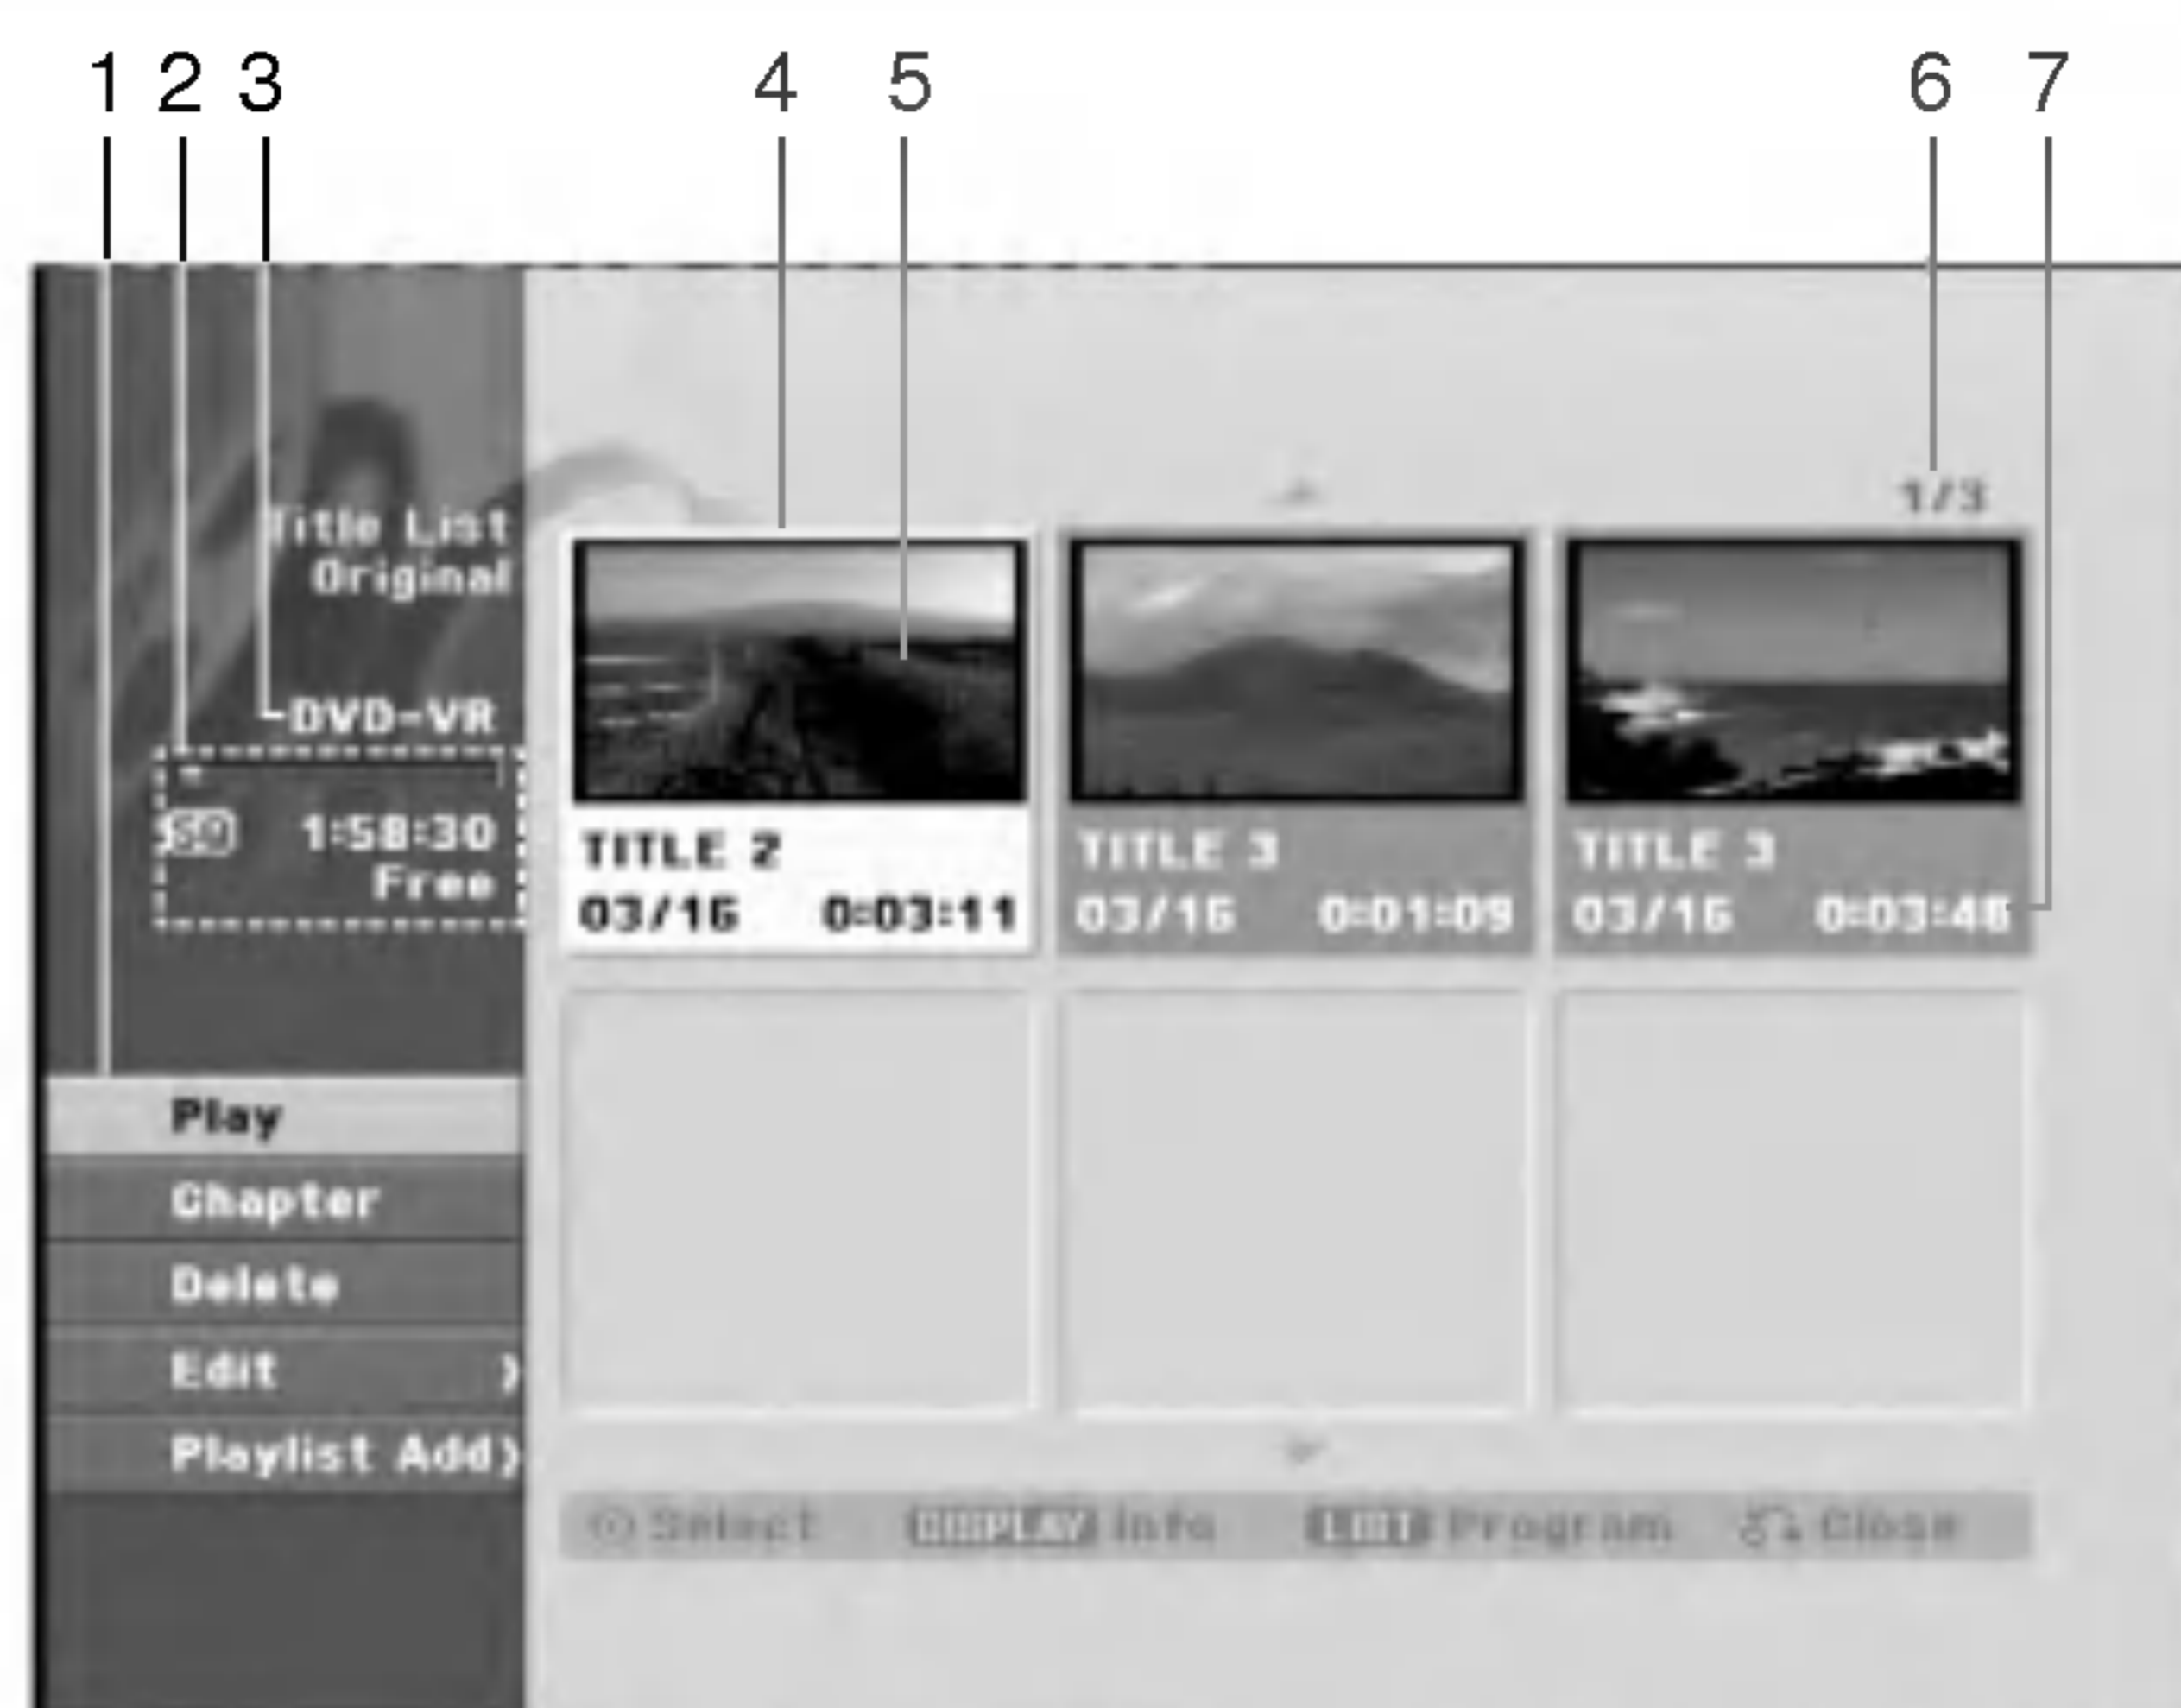 1 2 3 4 5 6 7
Title List
Original
DVD-VR
SQ 1:58:30
Free
1/3
TITLE 2
03/16 0:03:11
TITLE 3
03/16 0:01:09
TITLE 3
03/16 0:03:46
Play
Chapter
Delete
Edit ❭
Playlist Add❭
Select DISPLAY Info LIST Program Close